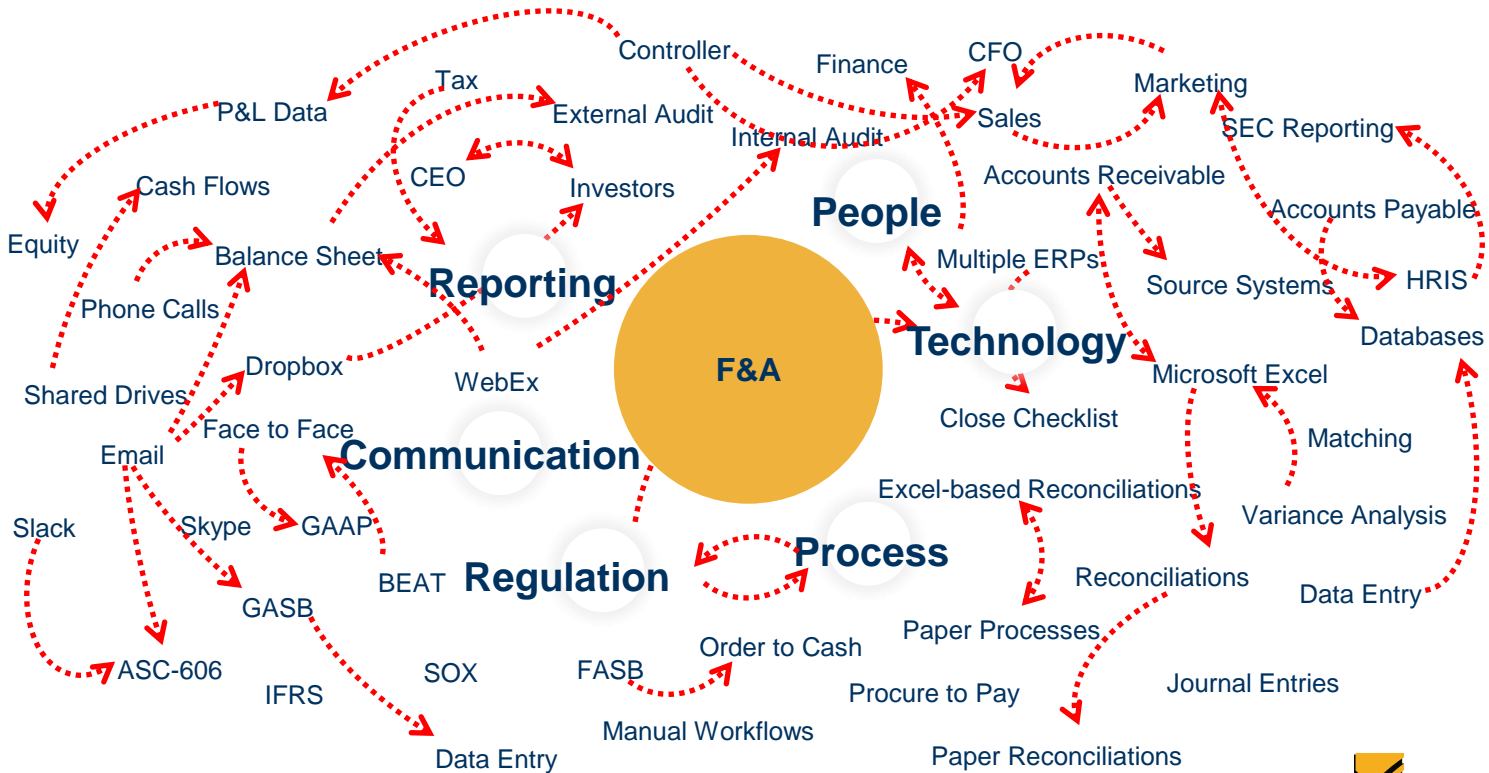 Controller
Finance
CFO
Tax
Marketing
P&L Data
External Audit
Internal Audit
Sales
SEC Reporting
CEO
Investors
Cash Flows
Accounts Receivable
People
Accounts Payable
Equity
Balance Sheet
Reporting
Multiple ERPs
Source Systems
HRIS
Phone Calls
Technology
Databases
Dropbox
WebEx
F&A
Microsoft Excel
Shared Drives
Close Checklist
Face to Face
Email
Communication
Matching
Excel-based Reconciliations
Slack
Skype
GAAP
Variance Analysis
Process
BEAT
Regulation
Reconciliations
GASB
Data Entry
Paper Processes
Order to Cash
ASC-606
SOX
FASB
IFRS
Procure to Pay
Journal Entries
Manual Workflows
Data Entry
Paper Reconciliations